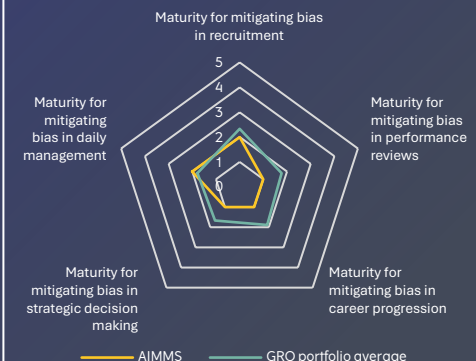 Maturity for mitigating bias
in recruitment
5
4
3
2
1
0
Maturity for
mitigating
bias in daily
management
Maturity for
mitigating bias
in performance
reviews
Maturity for
mitigating bias in
strategic decision
making
Maturity for
mitigating bias in
career progression
AIMMS
GRO portfolio average